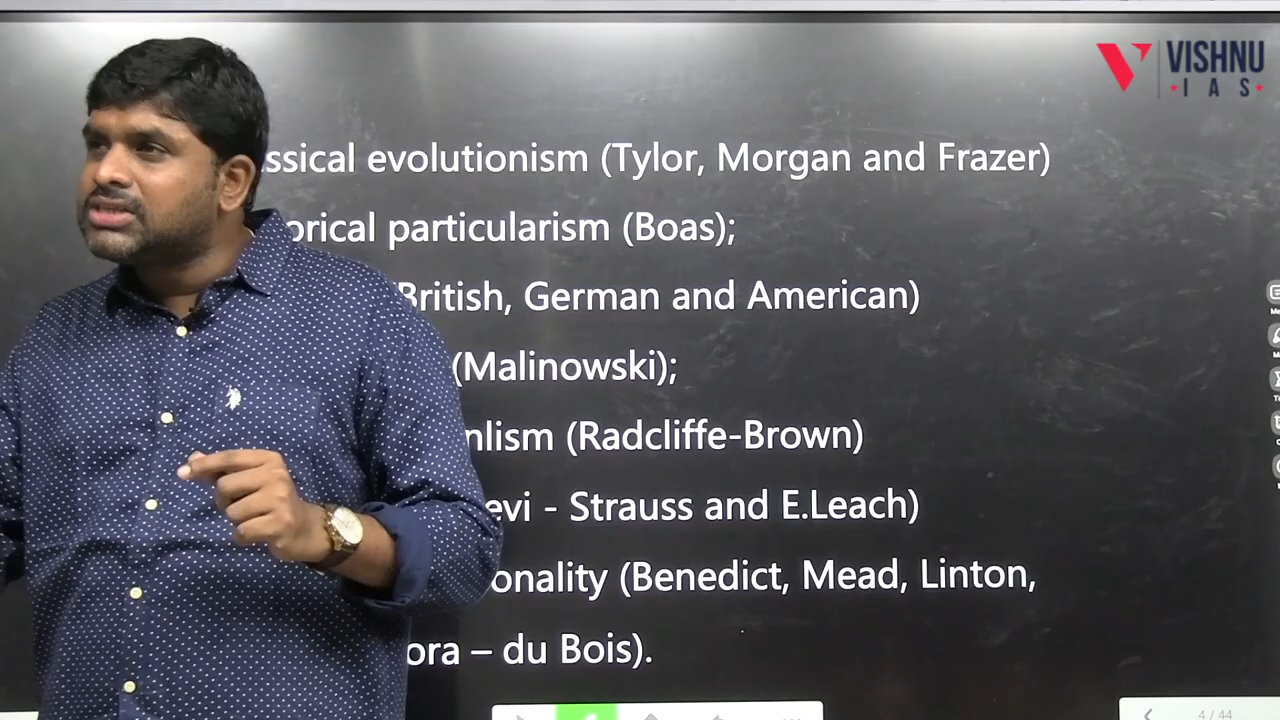 VISHNU
IAS
ssical evolutionism (Tylor, Morgan and Frazer)
orical particularism (Boas);
British, German and American)
(Malinowski);
nlism (Radcliffe-Brown)
evi - Strauss and E.Leach)
onality (Benedict, Mead, Linton,
ora – du Bois).
4 / 44